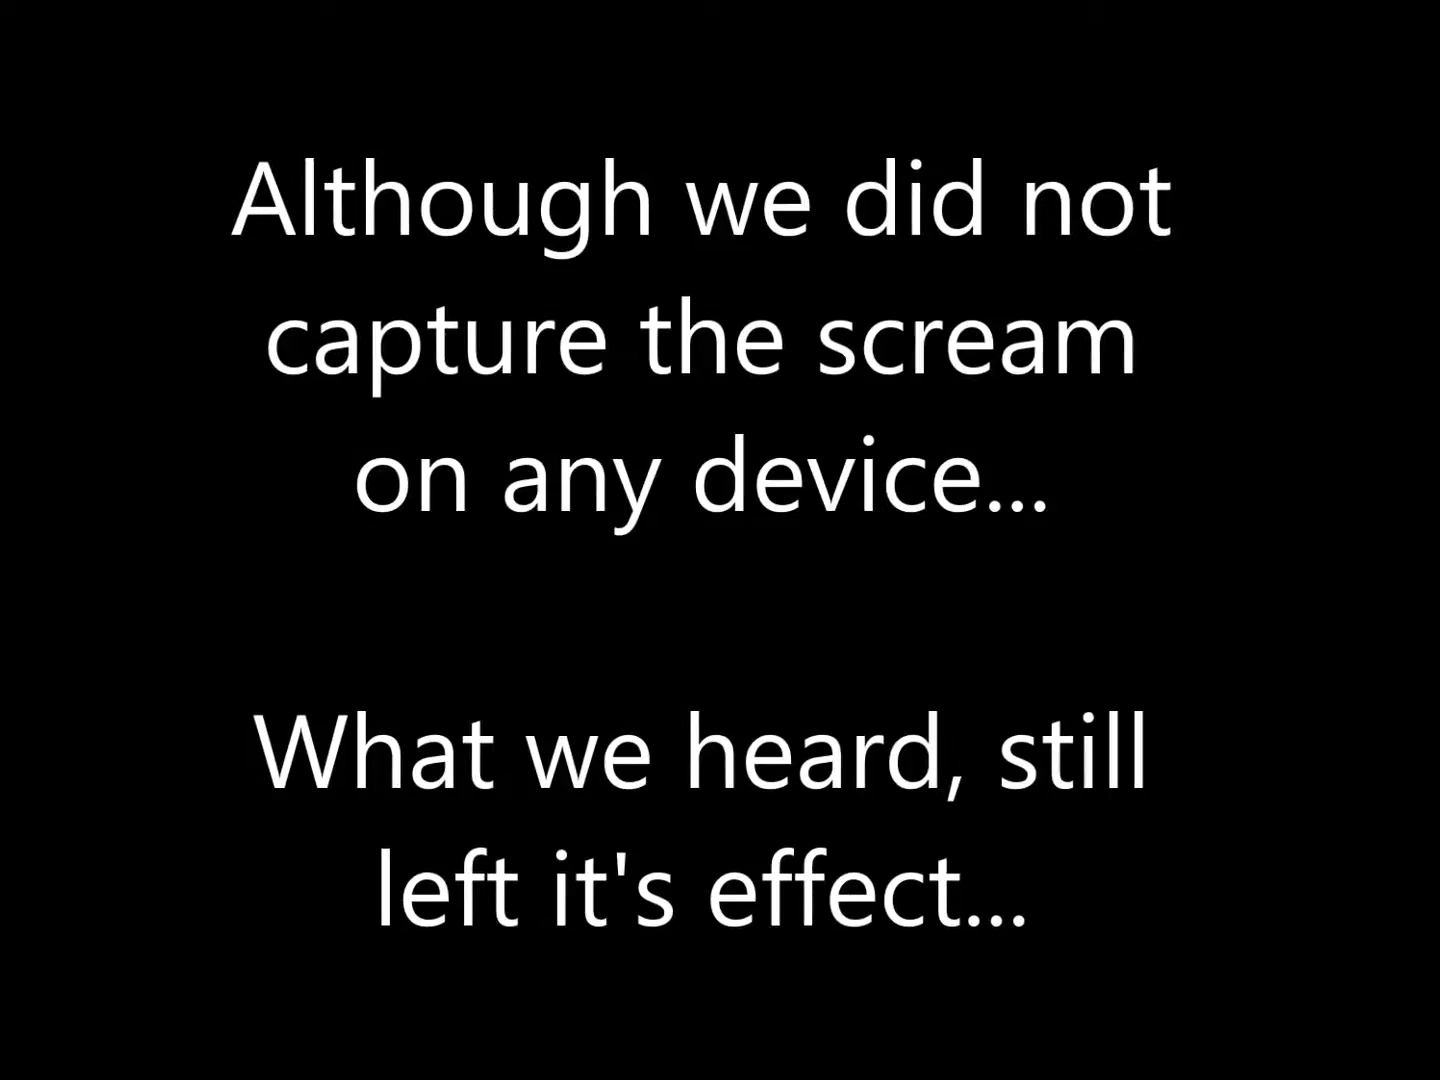 Although we did not
capture the scream
on any device...
What we heard, still
left it's effect...